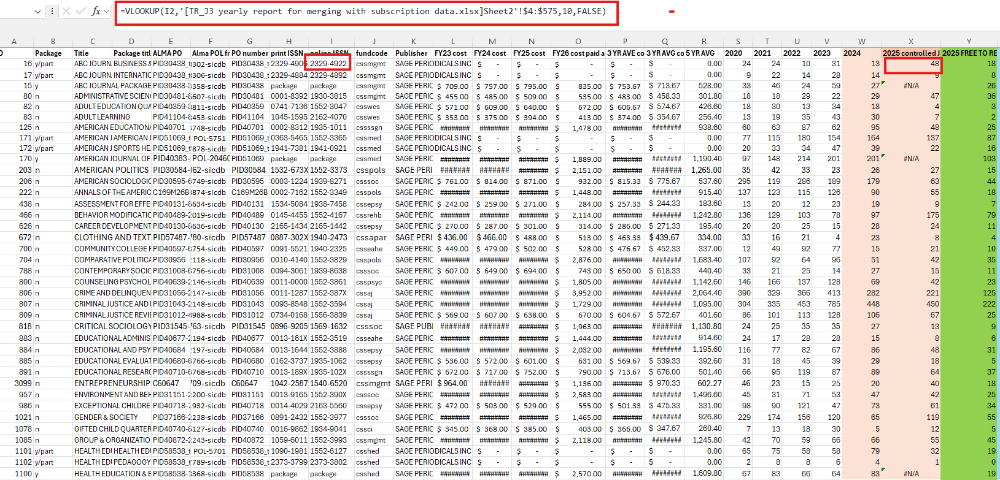 fx =VLOOKUP(I2,'[TR_J3 yearly report for merging with subscription data.xlsx]Sheet2'!$4:$575,10,FALSE)
A B C D E F G H I J K L M N O P Q R S T U V W X Y
Package Title Package titl ALMA PO Alma POL fr PO number print ISSN online ISSN fundcode Publisher FY23 cost FY24 cost FY25 cost FY26 cost paid a 3 YR AVE co 3 YR AVG co 5 YR AVG 2020 2021 2022 2023 2024 2025 controlled 2025 FREE TO RE
16 y/part ABC JOURN BUSINESS & PID30438_t 302-sicdb PID30438_t 2329-4906 2329-4922 cssmgmt SAGE PERIODICALS INC $ - $ - $ - $ - $ - $ - 0.00 24 24 10 31 13 48 18
17 y/part ABC JOURN INTERNATIO PID30438_t 306-sicdb PID30438_t 2329-4884 2329-4892 cssmgmt SAGE PERIODICALS INC $ - $ - $ - $ - $ - $ - 0.00 9 22 14 28 14 9 8
15 y ABC JOURNAL PACKAGE PID30438-3 358-sicdb PID30438 package package cssmgmt SAGE PERIC $ 709.00 $ 757.00 $ 795.00 $ 835.00 $ 753.67 $ 713.67 528.00 33 46 24 59 27 #N/A 26
80 n ADMINISTRATIVE SCIEN PID30481-8 607-sicdb PID30481 0001-8392 1930-3815 cssmgmt SAGE PERIC $ 455.00 $ 485.00 $ 509.00 $ 535.00 $ 483.00 $ 458.33 301.80 18 18 29 22 29 47 36
82 n ADULT EDUCATION QUA PID40359-3 811-sicdb PID40359 0741-7136 1552-3047 csswes SAGE PERIC $ 571.00 $ 609.00 $ 640.00 $ 672.00 $ 606.67 $ 574.67 426.60 18 30 13 34 18 4 3
83 n ADULT LEARNING PID41104-8 453-sicdb PID41104 1045-1595 2162-4070 csswes SAGE PERIC $ 353.00 $ 375.00 $ 394.00 $ 413.00 $ 374.00 $ 354.67 256.40 13 19 35 43 30 7 2
125 n AMERICAN EDUCATIONA PID40701 748-sicdb PID40701 0002-8312 1935-1011 cssssgn SAGE PERIC ######## ######## ######## $ 1,478.00 ######## ######## 938.60 60 63 87 62 95 48 25
171 y/part AMERICAN J AMERICAN J PID51069_t POL-5751 PID51069_t 0363-5465 1552-3365 cssmed SAGE PERIODICALS INC $ - $ - $ - $ - $ - $ - 0.00 77 115 180 154 164 137 87
172 y/part AMERICAN J SPORTS HE PID51069_t 878-sicdb PID51069_t 1941-7381 1941-0921 cssmed SAGE PERIODICALS INC $ - $ - $ - $ - $ - $ - 0.00 20 33 34 47 39 22 16
170 y AMERICAN JOURNAL OF PID40383- POL-20460 PID51069_t package package cssmed SAGE PERIC ######## ######## ######## $ 1,889.00 ######## ######## 1,190.40 97 148 214 201 201 #N/A 103
203 n AMERICAN POLITICS PID30584- 362-sicdb PID30584 1532-673X 1552-3373 csspols SAGE PERI ####### ####### ######## $ 2,151.00 ####### ####### 1,265.00 35 42 33 23 26 27 15
206 n AMERICAN SOCIOLOGIC PID30595-6 749-sicdb PID30595 0003-1224 1939-8271 csssoc SAGE PERIC $ 761.00 $ 814.00 $ 871.00 $ 932.00 $ 815.33 $ 775.67 537.60 295 119 286 189 179 63 44
222 n ANNALS OF THE AMERIC C169M26B- 874-sicdb C169M26B 0002-7162 1552-3349 csspols SAGE PERIC ######## ######## ######## $ 1,448.00 ######## ######## 915.40 137 123 115 126 90 55 18
438 n ASSESSMENT FOR EFFE PID40131-8 634-sicdb PID40131 1534-5084 1938-7458 cssepsy SAGE PERIC $ 242.00 $ 259.00 $ 271.00 $ 284.00 $ 257.33 $ 244.33 183.60 13 20 12 23 19 9 7
466 n BEHAVIOR MODIFICATIC PID40489-2 019-sicdb PID40489 0145-4455 1552-4167 cssrehb SAGE PERIC ######## ######## ######## $ 2,114.00 ######## ######## 1,242.80 136 129 103 78 97 175 79
626 n CAREER DEVELOPMENT PID40130-8 636-sicdb PID40130 2165-1434 2165-1442 cssepsy SAGE PERIC $ 270.00 $ 287.00 $ 301.00 $ 314.00 $ 286.00 $ 271.33 195.40 20 20 25 15 28 24 11
672 n CLOTHING AND TEXT PID57487- 780-sicdb PID57487 0887-302X 1940-2473 cssapar SAGE PERI $ 436.00 $ 466.00 $ 488.00 $ 513.00 $ 463.33 $ 439.67 334.00 33 16 21 4 23 8 4
700 n COMMUNITY COLLEGE F PID40597-6 754-sicdb PID40597 0091-5521 1940-2325 csseahe SAGE PERIC $ 449.00 $ 479.00 $ 502.00 $ 528.00 $ 476.67 $ 452.33 337.00 12 49 92 77 15 21 10
704 n COMPARATIVE POLITICA PID30956 2118-sicdb PID30956 0010-4140 1552-3829 csspols SAGE PERIC ######## ######## ######## $ 2,876.00 ######## ######## 1,683.40 107 92 64 96 51 42 35
788 n CONTEMPORARY SOCIC PID31008-6 756-sicdb PID31008 0094-3061 1939-8638 csssoc SAGE PERIC $ 607.00 $ 649.00 $ 694.00 $ 743.00 $ 650.00 $ 618.33 440.40 33 21 25 14 27 15 11
800 n COUNSELING PSYCHOL PID40639-2 146-sicdb PID40639 0011-0000 1552-3861 csspsyc SAGE PERIC ######## ######## ######## $ 1,805.00 ######## ######## 1,142.60 146 166 137 128 69 42 23
806 n CRIME AND DELINQUEN PID31056-2 147-sicdb PID31056 0011-1287 1552-387X cssaj SAGE PERIC ######## ######## ######## $ 3,952.00 ######## ######## 2,064.40 390 329 366 413 282 221 125
807 n CRIMINAL JUSTICE AND I PID31043-2 148-sicdb PID31043 0093-8548 1552-3594 cssaj SAGE PERIC ######## ######## ######## $ 1,729.00 ######## ######## 1,095.00 304 335 453 785 448 450 222
809 n CRIMINAL JUSTICE REVIE PID31012-4 988-sicdb PID31012 0734-0168 1556-3839 cssaj SAGE PERIC $ 569.00 $ 607.00 $ 638.00 $ 670.00 $ 604.67 $ 572.67 401.60 86 101 113 128 106 67 25
818 n CRITICAL SOCIOLOGY PID31545- 763-sicdb PID31545 0896-9205 1569-1632 csssoc SAGE PUBI ####### ####### ######## $ 1,963.00 ####### ####### 1,130.80 24 25 35 35 27 13 9
883 n EDUCATIONAL ADMINIS PID40677-2 194-sicdb PID40677 0013-161X 1552-3519 csseahe SAGE PERIC ######## ######## ######## $ 1,444.00 ######## ######## 914.60 24 17 28 28 15 8 6
884 n EDUCATIONAL AND PSY PID40684 2197-sicdb PID40684 0013-1644 1552-3888 cssepsy SAGE PERIC ######## ######## ######## $ 2,032.00 ######## ######## 1,195.60 116 77 82 67 86 48 31
885 n EDUCATIONAL EVALUAT PID40680-6 766-sicdb PID40680 0162-3737 1935-1062 cssepsy SAGE PERIC $ 536.00 $ 572.00 $ 601.00 $ 631.00 $ 569.67 $ 539.33 392.60 31 18 45 39 29 18 5
891 n EDUCATIONAL RESEARC PID40710-6 768-sicdb PID40710 0013-189X 1935-102X cssssgn SAGE PERIC $ 672.00 $ 717.00 $ 752.00 $ 790.00 $ 713.67 $ 676.00 501.40 66 95 119 87 89 64 37
3099 n ENTREPRENEURSHIP C60647 709-sicdb C60647 1042-2587 1540-6520 cssmgmt SAGE PERI $ 964.00 ####### ######## $ 1,136.00 ####### $ 970.33 602.27 46 23 15 25 20 40 18
957 n ENVIRONMENT AND BEH PID31151-2 200-sicdb PID31151 0013-9165 1552-390X csssoc SAGE PERIC ######## ######## ######## $ 2,583.00 ######## ######## 1,496.60 45 31 71 53 47 42 25
986 n EXCEPTIONAL CHILDRE PID40718-7 932-sicdb PID40718 0014-4029 2163-5560 cssepsy SAGE PERIC $ 472.00 $ 503.00 $ 529.00 $ 555.00 $ 501.33 $ 475.33 331.00 98 90 121 47 73 61 34
1021 n GENDER & SOCIETY PID37166-2 238-sicdb PID37166 0891-2432 1552-3977 csssoc SAGE PERIC ######## ######## ######## $ 1,465.00 ######## ######## 926.80 229 174 156 120 65 119 55
1078 n GIFTED CHILD QUARTER PID40740-8 127-sicdb PID40740 0016-9862 1934-9041 csssci SAGE PERIC $ 345.00 $ 368.00 $ 385.00 $ 403.00 $ 366.00 $ 347.67 260.40 7 13 18 30 5 12 5
1085 n GROUP & ORGANIZATIO PID40872-2 243-sicdb PID40872 1059-6011 1552-3993 cssmgmt SAGE PERIC ######## ######## ######## $ 2,118.00 ######## ######## 1,245.80 42 70 59 66 66 55 45
1101 y/part HEALTH EDU HEALTH EDU PID58538_t POL-5701 PID58538_t 1090-1981 1552-6127 csshed SAGE PERIODICALS INC $ - $ - $ - $ - $ - $ - 0.00 65 75 58 58 79 32 19
1102 y/part HEALTH EDU PEDAGOGY PID58538_t 789-sicdb PID58538_t 2373-3799 2373-3802 csshed SAGE PERIODICALS INC $ - $ - $ - $ - $ - $ - 0.00 2 8 8 6 4 1 0
1100 y HEALTH EDUCATION & E PID58538-1 368-sicdb PID58538 package package csshed SAGE PERIC ######## ######## ######## $ 2,570.00 ######## ######## 1,609.80 67 83 66 64 83 #N/A 19